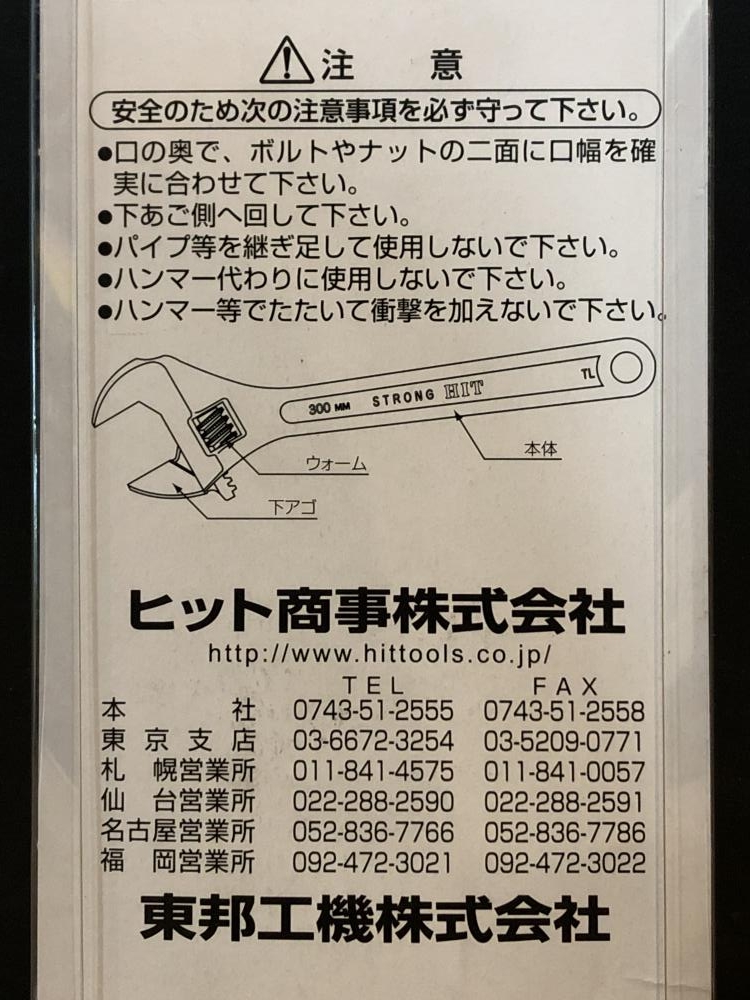 注 意
安全のため次の注意事項を必ず守って下さい。
●口の奥で、ボルトやナットの二面に口幅を確
実に合わせて下さい。
●下あご側へ回して下さい。
●パイプ等を継ぎ足して使用しないで下さい。
●ハンマー代わりに使用しないで下さい。
●ハンマー等でたたいて衝撃を加えないで下さい。
300 MM STRONG HIT TL
本体
ウォーム
下アゴ
ヒット商事株式会社
http://www.hittools.co.jp/
TEL FAX
本 社 0743-51-2555 0743-51-2558
東京支店 03-6672-3254 03-5209-0771
札幌営業所 011-841-4575 011-841-0057
仙台営業所 022-288-2590 022-288-2591
名古屋営業所 052-836-7766 052-836-7786
福岡営業所 092-472-3021 092-472-3022
東邦工機株式会社